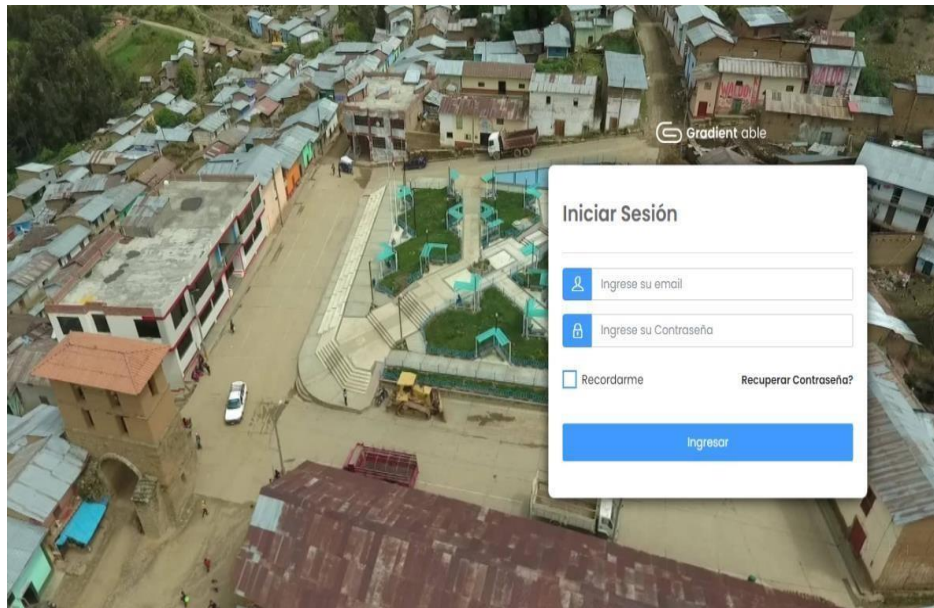 Gradient able
Iniciar Sesión
Ingrese su email
Ingrese su Contraseña
Recordarme Recuperar Contraseña?
Ingresar